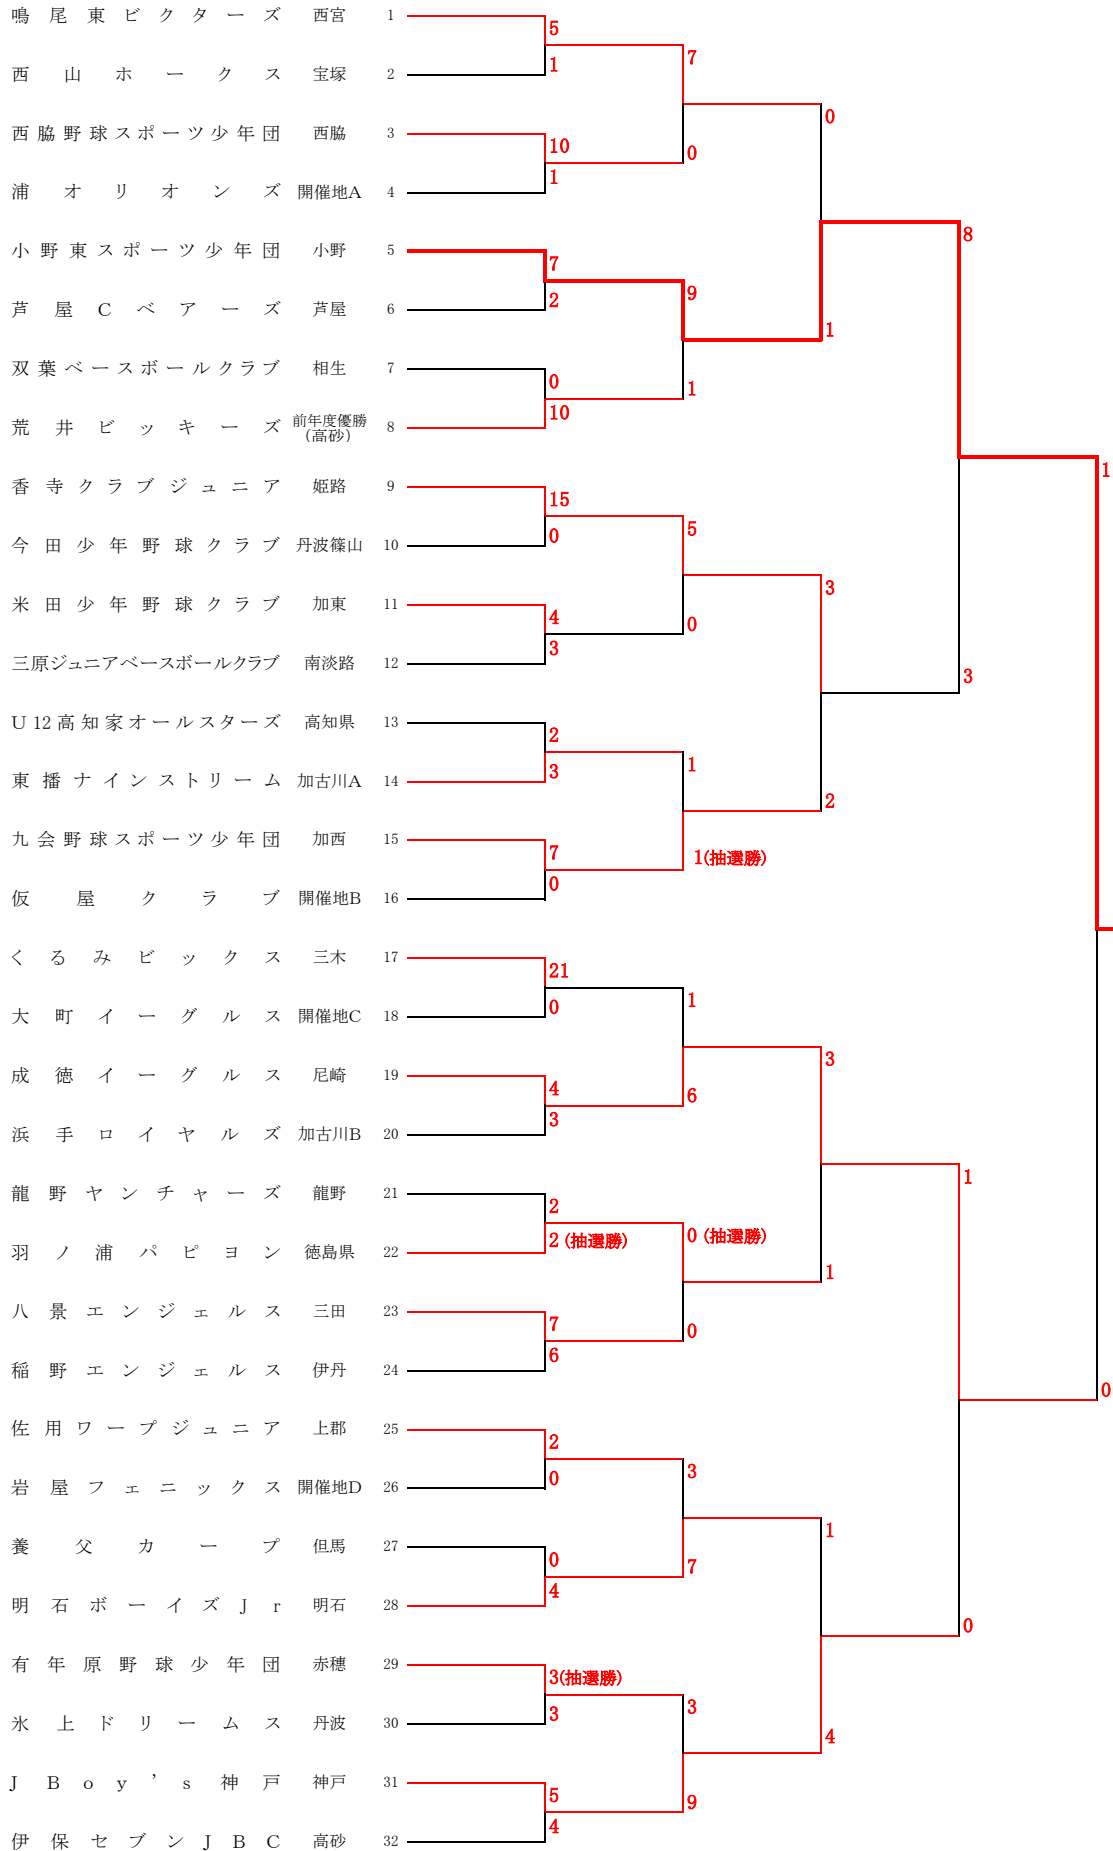 鳴尾東ビクターズ 西宮 1
5
7
西山ホークス 宝塚 2
1
0
西脇野球スポーツ少年団 西脇 3
10
0
浦オリオンズ 開催地A 4
1
8
小野東スポーツ少年団 小野 5
7
9
芦屋Cベアーズ 芦屋 6
2
1
双葉ベースボールクラブ 相生 7
0
1
荒井ビッキーズ 前年度優勝(高砂) 8
10
1
香寺クラブジュニア 姫路 9
15
5
今田少年野球クラブ 丹波篠山 10
0
3
米田少年野球クラブ 加東 11
4
0
三原ジュニアベースボールクラブ 南淡路 12
3
3
U12高知家オールスターズ 高知県 13
2
1
東播ナインストリーム 加古川A 14
3
2
九会野球スポーツ少年団 加西 15
7
1(抽選勝)
仮屋クラブ 開催地B 16
0
くるみビックス 三木 17
21
1
大町イーグルス 開催地C 18
0
3
成徳イーグルス 尼崎 19
4
6
浜手ロイヤルズ 加古川B 20
3
1
龍野ヤンチャーズ 龍野 21
2
0 (抽選勝)
羽ノ浦パピヨン 徳島県 22
2 (抽選勝)
1
八景エンジェルス 三田 23
7
0
稲野エンジェルス 伊丹 24
6
0
佐用ワープジュニア 上郡 25
2
3
岩屋フェニックス 開催地D 26
0
1
養父カープ 但馬 27
0
7
明石ボーイズJr 明石 28
4
0
有年原野球少年団 赤穂 29
3(抽選勝)
3
氷上ドリームス 丹波 30
3
4
J Boy's神戸 神戸 31
5
9
伊保セブンJBC 高砂 32
4